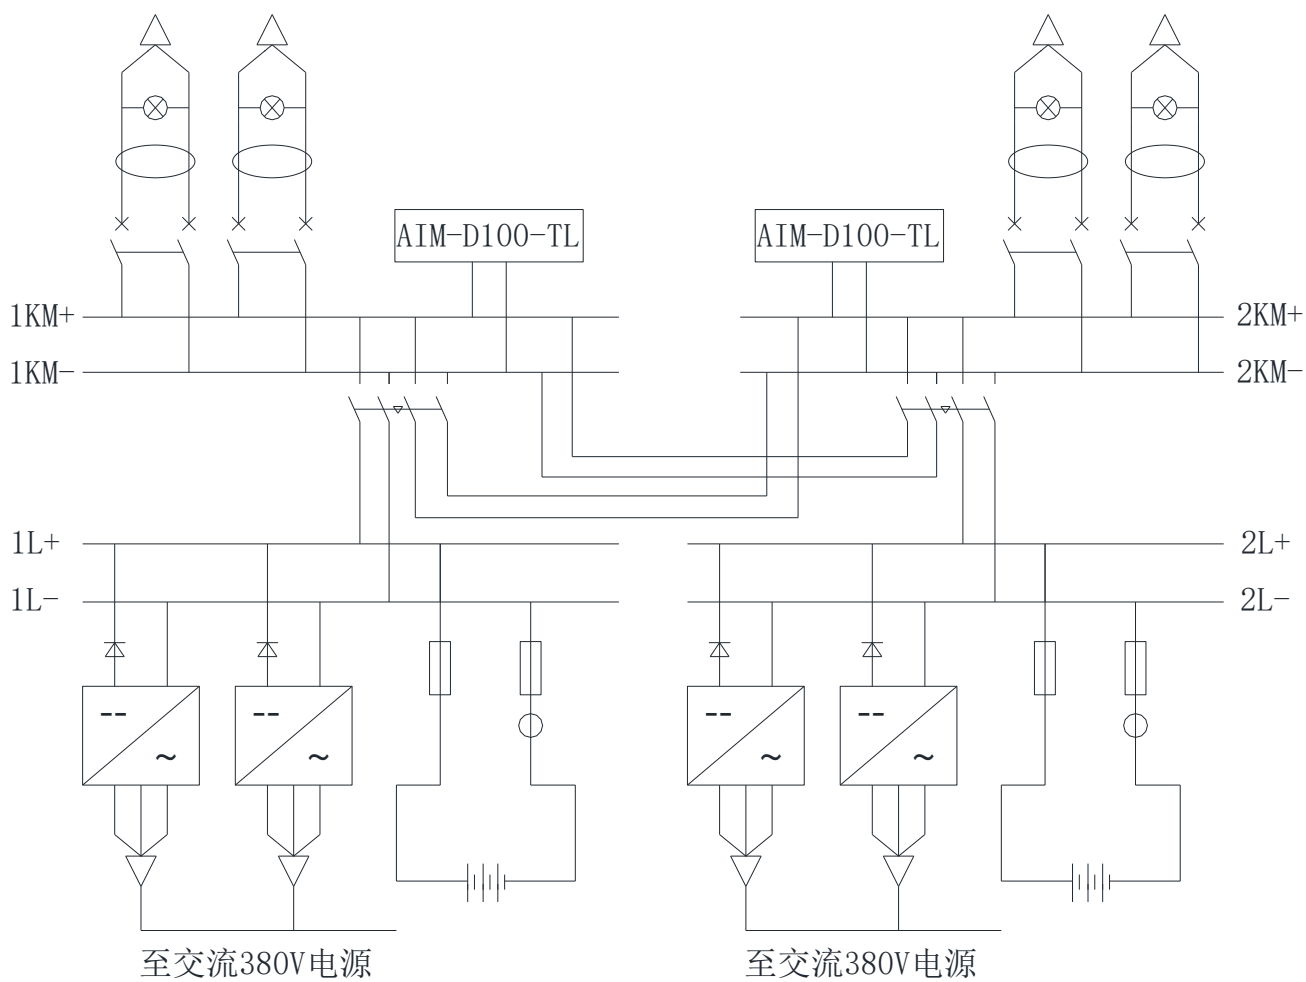 AIM-D100-TL
AIM-D100-TL
1KM+
2KM+
1KM-
2KM-
1L+
2L+
1L-
2L-
--
--
--
--
~
~
~
~
至交流380V电源
至交流380V电源